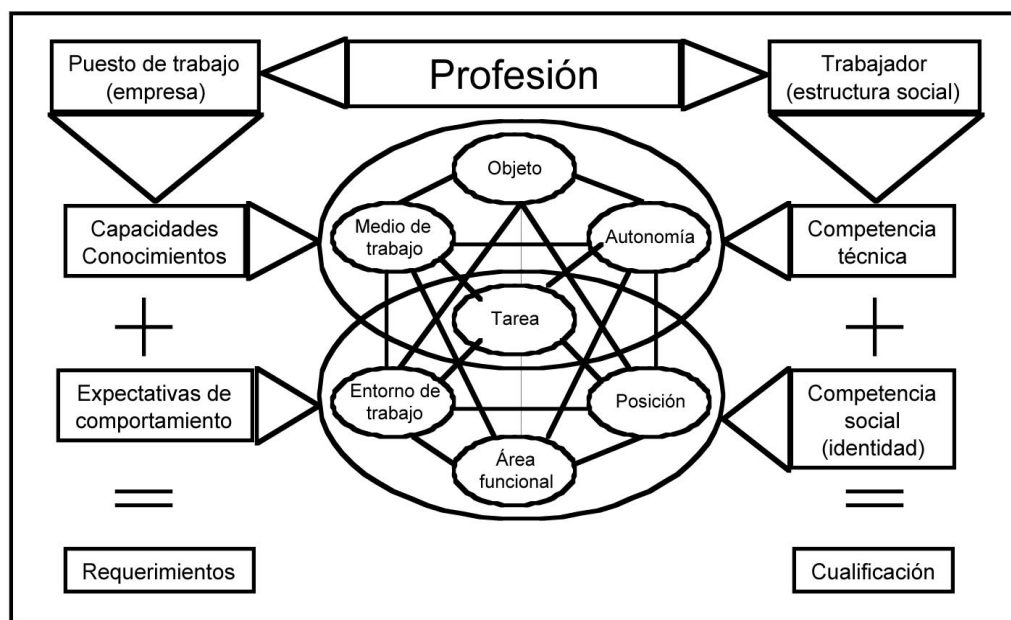 Puesto de trabajo
(empresa)
Profesión
Trabajador
(estructura social)
Objeto
Medio de
trabajo
Autonomía
Capacidades
Conocimientos
Competencia
técnica
Tarea
+
+
Expectativas de
comportamiento
Entorno de
trabajo
Posición
Competencia
social
(identidad)
Área
funcional
=
=
Requerimientos
Cualificación